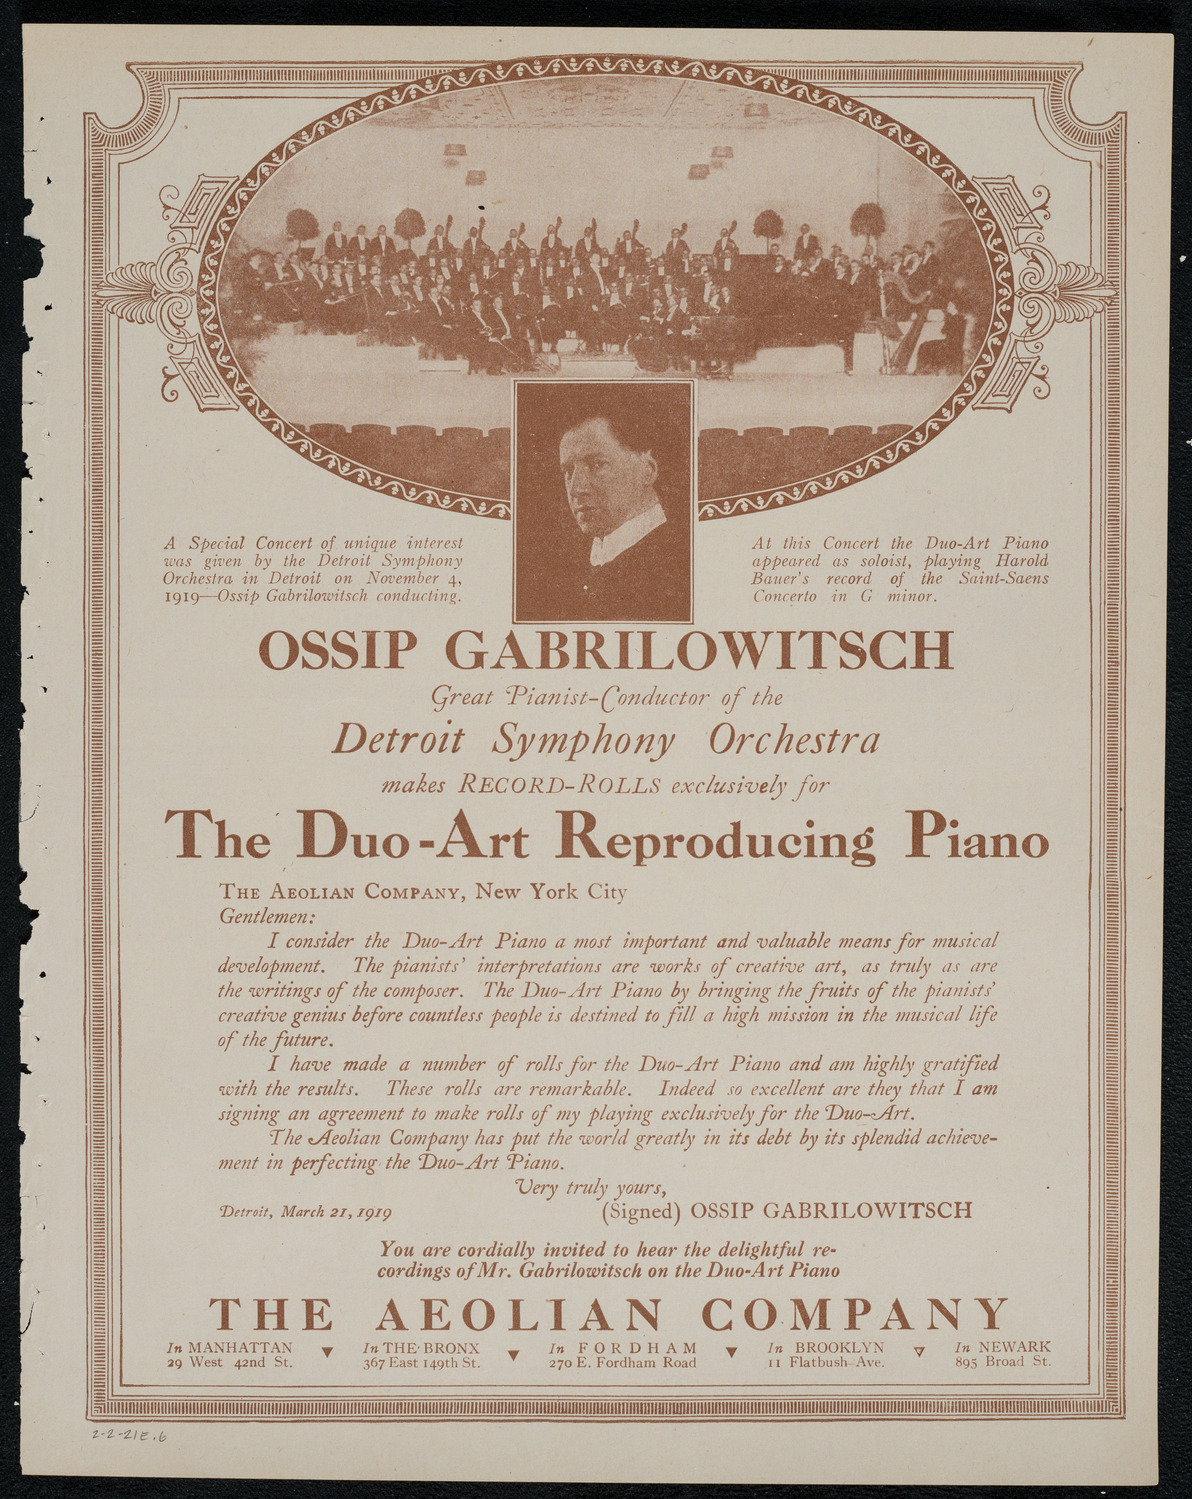 A Special Concert of unique interest
was given by the Detroit Symphony
Orchestra in Detroit on November 4,
1919—Ossip Gabrilowitsch conducting.
At this Concert the Duo-Art Piano
appeared as soloist, playing Harold
Bauer's record of the Saint-Saens
Concerto in G minor.
OSSIP GABRILOWITSCH
Great Pianist-Conductor of the
Detroit Symphony Orchestra
makes RECORD-ROLLS exclusively for
The Duo-Art Reproducing Piano
THE AEOLIAN COMPANY, New York City
Gentlemen:
I consider the Duo-Art Piano a most important and valuable means for musical
development. The pianists' interpretations are works of creative art, as truly as are
the writings of the composer. The Duo-Art Piano by bringing the fruits of the pianists'
creative genius before countless people is destined to fill a high mission in the musical life
of the future.
I have made a number of rolls for the Duo-Art Piano and am highly gratified
with the results. These rolls are remarkable. Indeed so excellent are they that I am
signing an agreement to make rolls of my playing exclusively for the Duo-Art.
The Aeolian Company has put the world greatly in its debt by its splendid achieve-
ment in perfecting the Duo-Art Piano.
Very truly yours,
Detroit, March 21, 1919 (Signed) OSSIP GABRILOWITSCH
You are cordially invited to hear the delightful re-
cordings of Mr. Gabrilowitsch on the Duo-Art Piano
THE AEOLIAN COMPANY
In MANHATTAN
29 West 42nd St.
In THE BRONX
367 East 149th St.
In FORDHAM
270 E. Fordham Road
In BROOKLYN
11 Flatbush Ave.
In NEWARK
895 Broad St.
2-2-21E.6